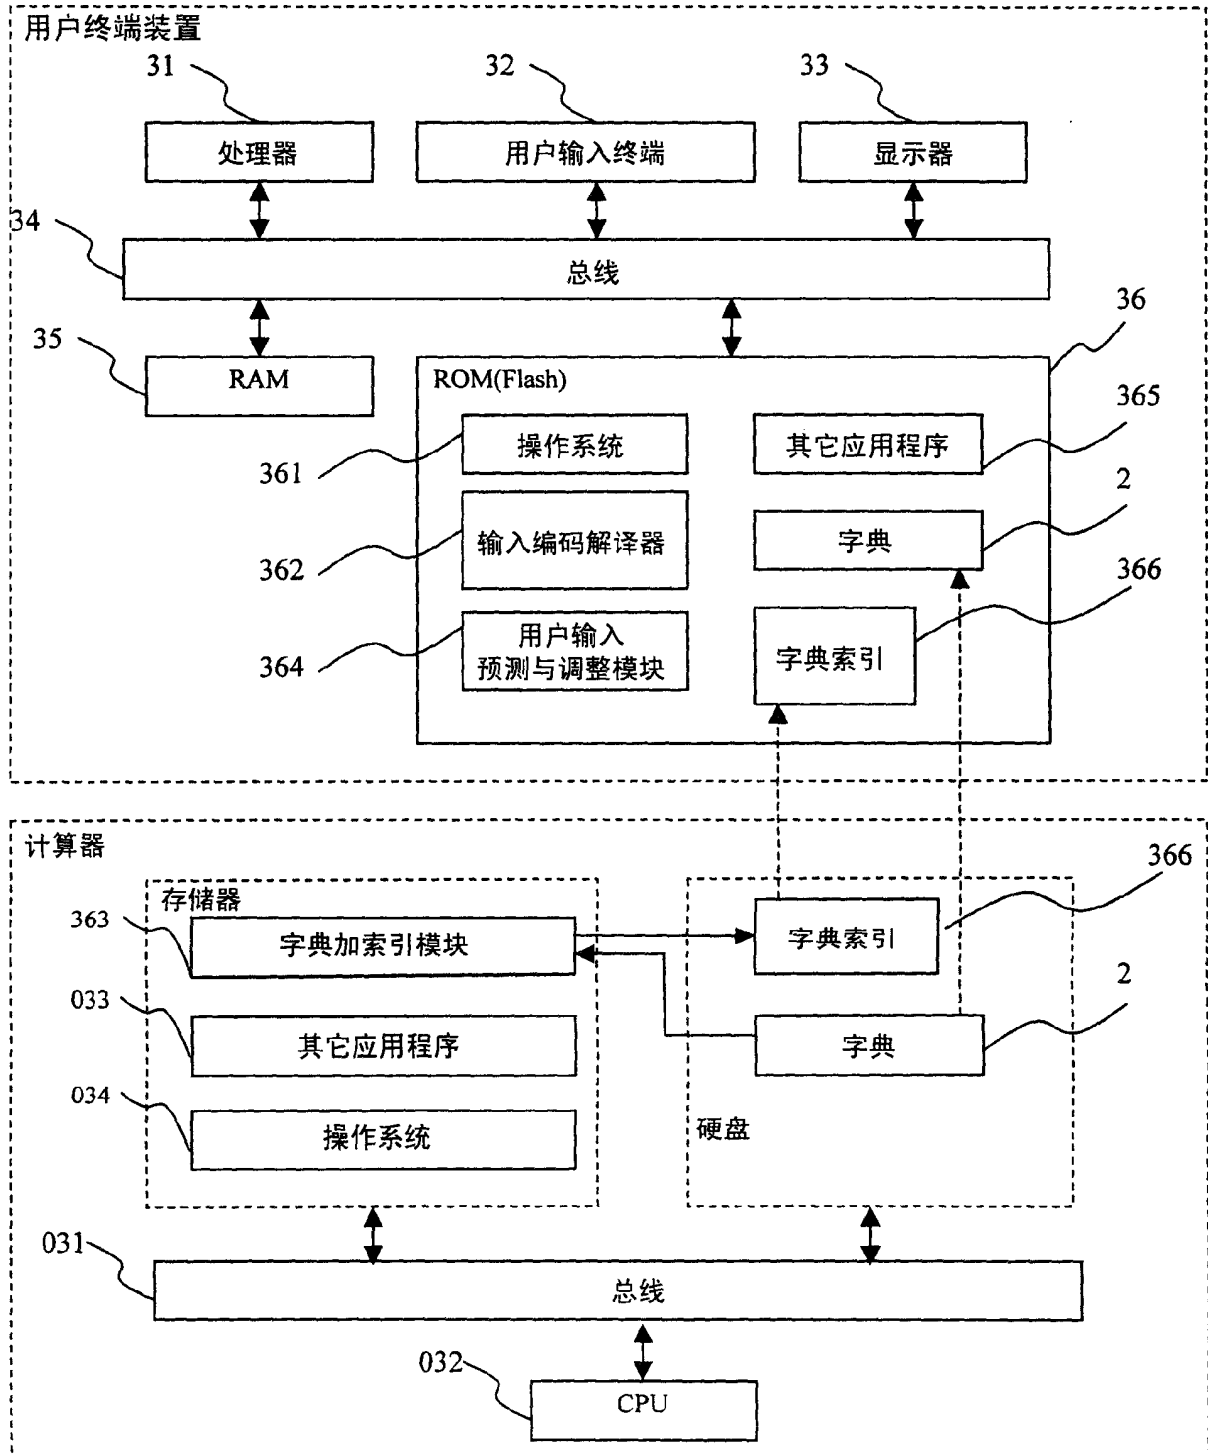 用户终端装置
31
32
33
处理器
用户输入终端
显示器
34
总线
35
RAM
36
ROM(Flash)
361
操作系统
其它应用程序
365
362
输入编码解译器
字典
2
364
用户输入
预测与调整模块
字典索引
366
计算器
存储器
363
字典加索引模块
字典索引
366
033
其它应用程序
字典
2
034
操作系统
硬盘
031
总线
032
CPU